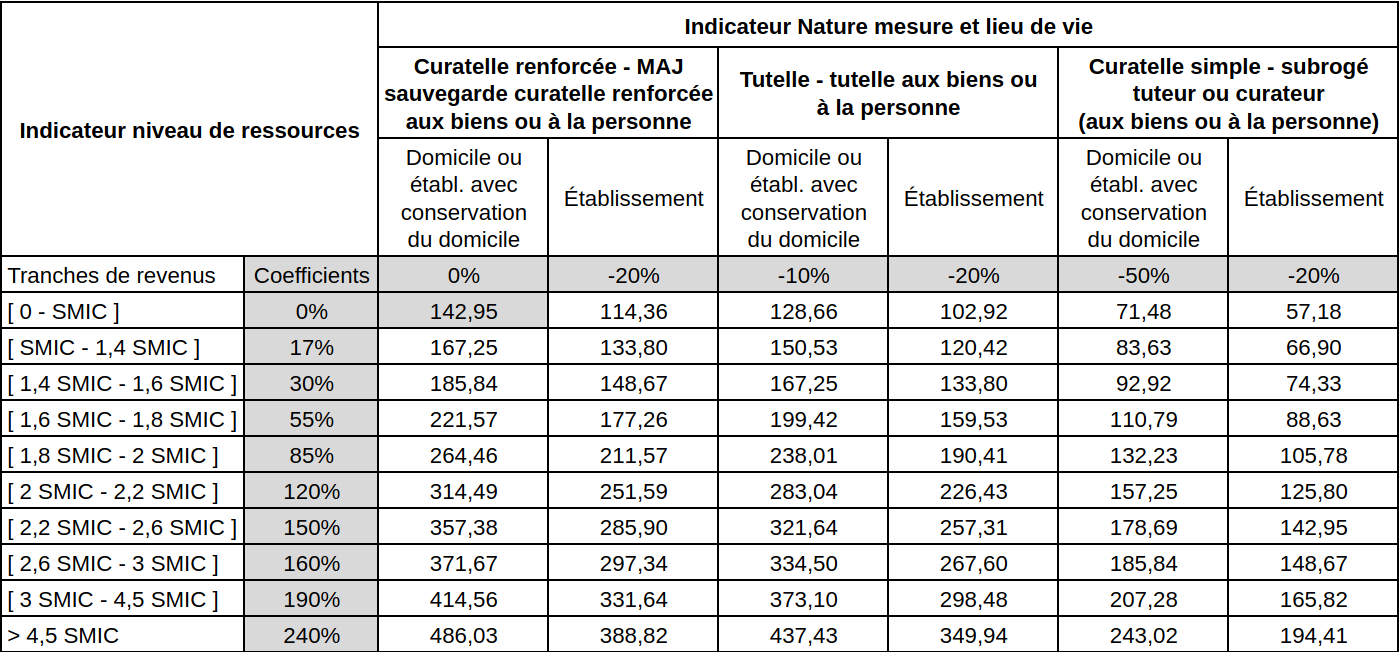 Indicateur Nature mesure et lieu de vie
Indicateur niveau de ressources
Curatelle renforcée - MAJ
sauvegarde curatelle renforcée
aux biens ou à la personne
Tutelle - tutelle aux biens ou
à la personne
Curatelle simple - subrogé
tuteur ou curateur
(aux biens ou à la personne)
Domicile ou
établ. avec
conservation
du domicile
Établissement
Domicile ou
établ. avec
conservation
du domicile
Établissement
Domicile ou
établ. avec
conservation
du domicile
Établissement
Tranches de revenus Coefficients 0% -20% -10% -20% -50% -20%
[ 0 - SMIC ] 0% 142,95 114,36 128,66 102,92 71,48 57,18
[ SMIC - 1,4 SMIC ] 17% 167,25 133,80 150,53 120,42 83,63 66,90
[ 1,4 SMIC - 1,6 SMIC ] 30% 185,84 148,67 167,25 133,80 92,92 74,33
[ 1,6 SMIC - 1,8 SMIC ] 55% 221,57 177,26 199,42 159,53 110,79 88,63
[ 1,8 SMIC - 2 SMIC ] 85% 264,46 211,57 238,01 190,41 132,23 105,78
[ 2 SMIC - 2,2 SMIC ] 120% 314,49 251,59 283,04 226,43 157,25 125,80
[ 2,2 SMIC - 2,6 SMIC ] 150% 357,38 285,90 321,64 257,31 178,69 142,95
[ 2,6 SMIC - 3 SMIC ] 160% 371,67 297,34 334,50 267,60 185,84 148,67
[ 3 SMIC - 4,5 SMIC ] 190% 414,56 331,64 373,10 298,48 207,28 165,82
> 4,5 SMIC 240% 486,03 388,82 437,43 349,94 243,02 194,41